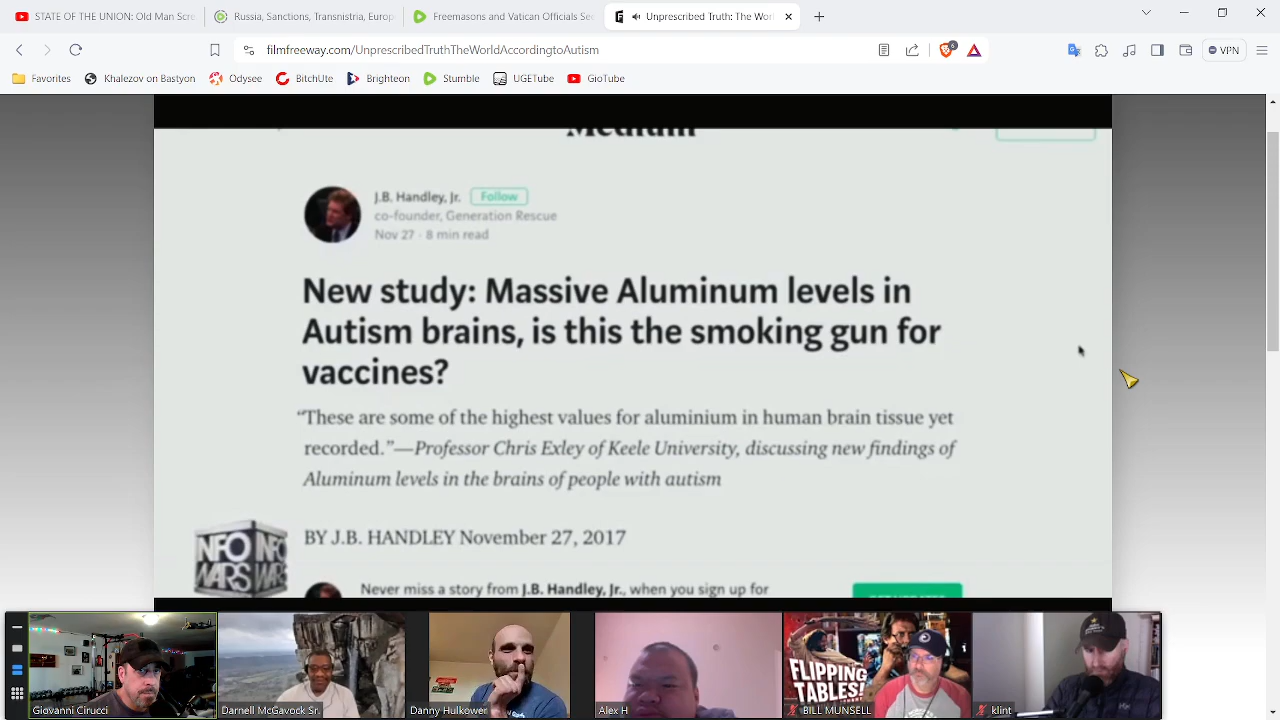 STATE OF THE UNION: Old Man Scre
Russia, Sanctions, Transmitia, Europ
Freemasons and Vatican Officials Se
Unprescribed Truth: The Wor
filmfreeway.com/UnprescribedTruthTheWorldAccordingtoAutism
6
VPN
Favorites
Khalezov on Bastyon
Odysee
BitchUte
Brighteon
Stumble
UGETube
GioTube
Medium
J.B. Handley, Jr. Follow
co-founder, Generation Rescue
Nov 27 · 8 min read
New study: Massive Aluminum levels in
Autism brains, is this the smoking gun for
vaccines?
“These are some of the highest values for aluminium in human brain tissue yet
recorded.”—Professor Chris Exley of Keele University, discussing new findings of
Aluminum levels in the brains of people with autism
BY J.B. HANDLEY November 27, 2017
INFO
WARS
Never miss a story from J.B. Handley, Jr., when you sign up for
GET UPDATES
FLIPPING
TABLES!
Giovanni Ciruca
Darnell McGavock Sr.
Danny Hulkower
Alex H
BILL MUNSELL
klint